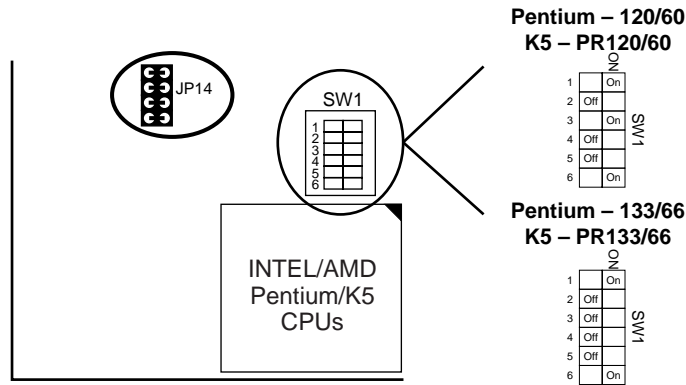 JP14
SW1
1
2
3
4
5
6
INTEL/AMD
Pentium/K5
CPUs
Pentium – 120/60
K5 – PR120/60
ON
1 On
2 Off
3 On
4 Off
5 Off
6 On
SW1
Pentium – 133/66
K5 – PR133/66
ON
1 On
2 Off
3 Off
4 Off
5 Off
6 On
SW1